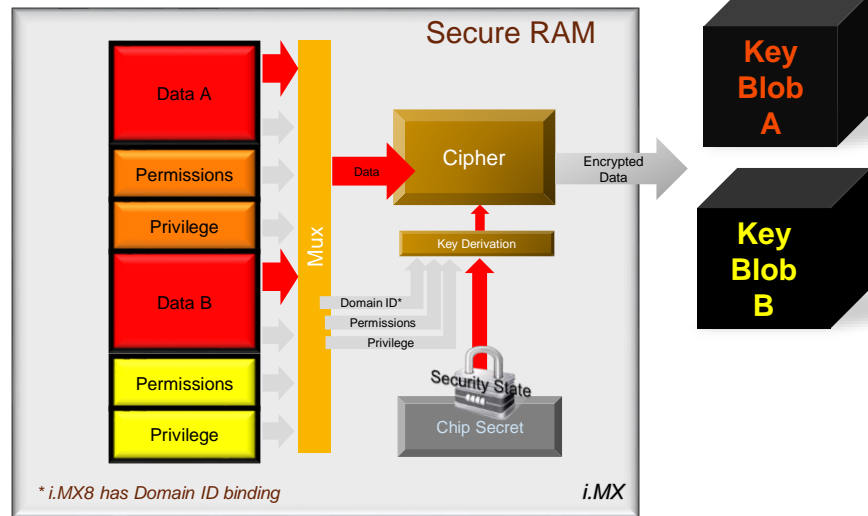 Secure RAM
Data A
Permissions
Privilege
Data B
Permissions
Privilege
Mux
Data
Cipher
Key Derivation
Domain ID*
Permissions
Privilege
Security State
Chip Secret
Encrypted
Data
Key
Blob
A
Key
Blob
B
* i.MX8 has Domain ID binding
i.MX